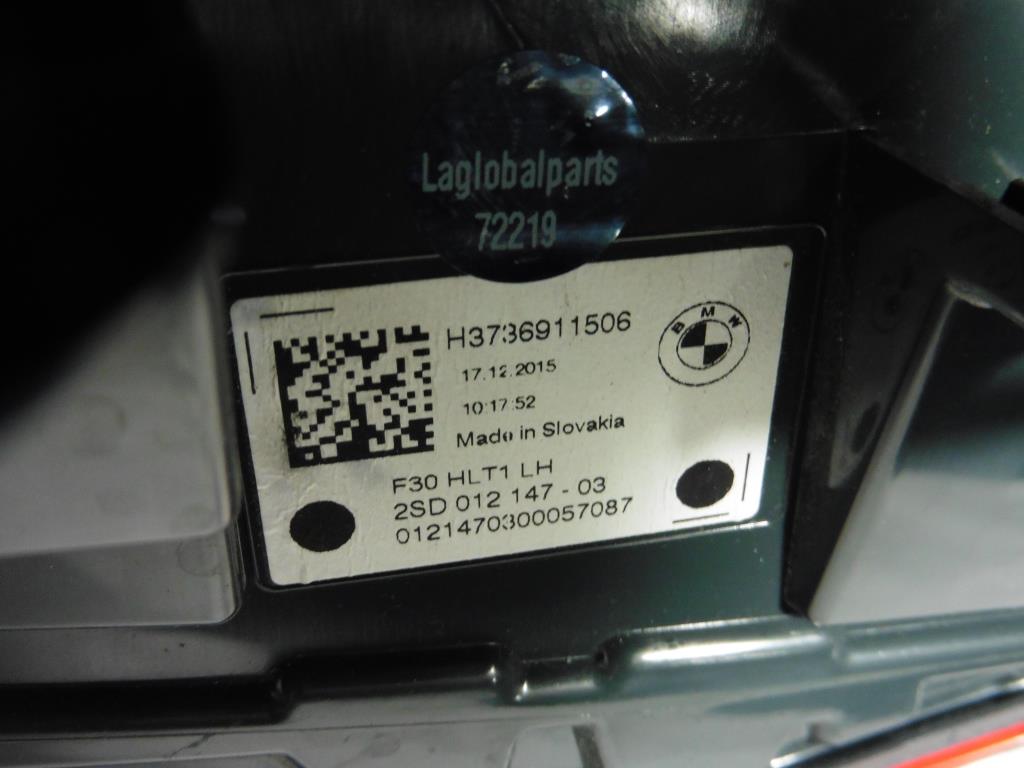 Laglobalparts
72219
H3736911506
BMW
17.12.2015
10:17:52
Made in Slovakia
F30 HLT1 LH
2SD 012 147 - 03
0121470300057087